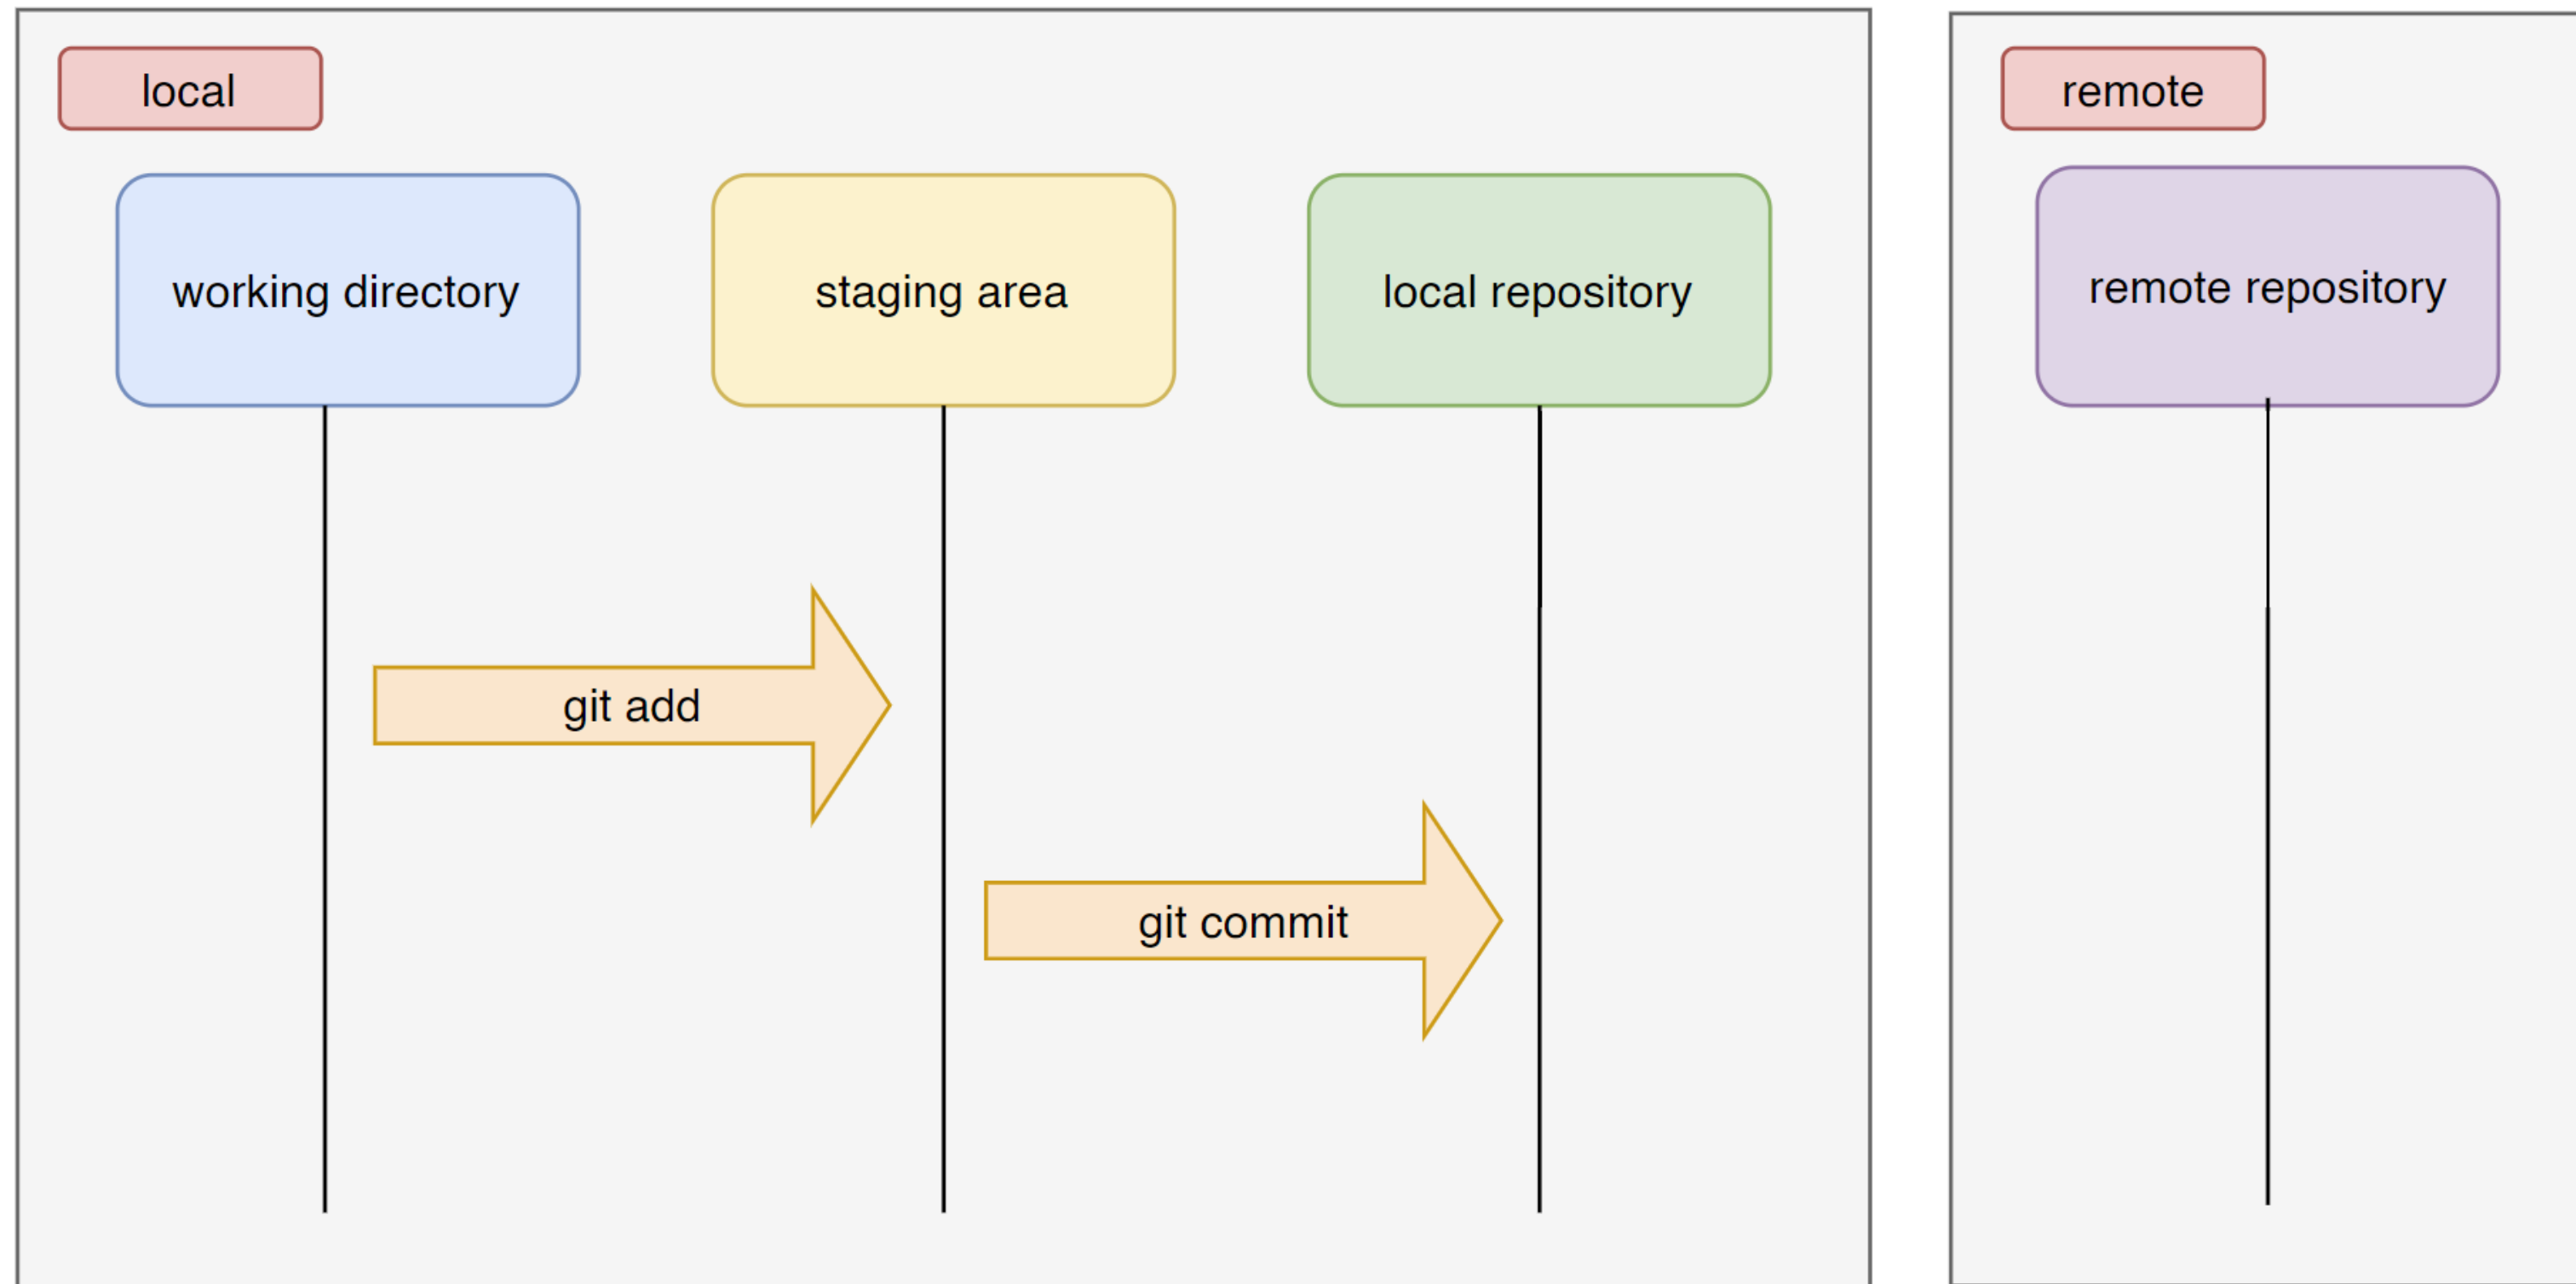 local
remote
working directory
staging area
local repository
remote repository
git add
git commit